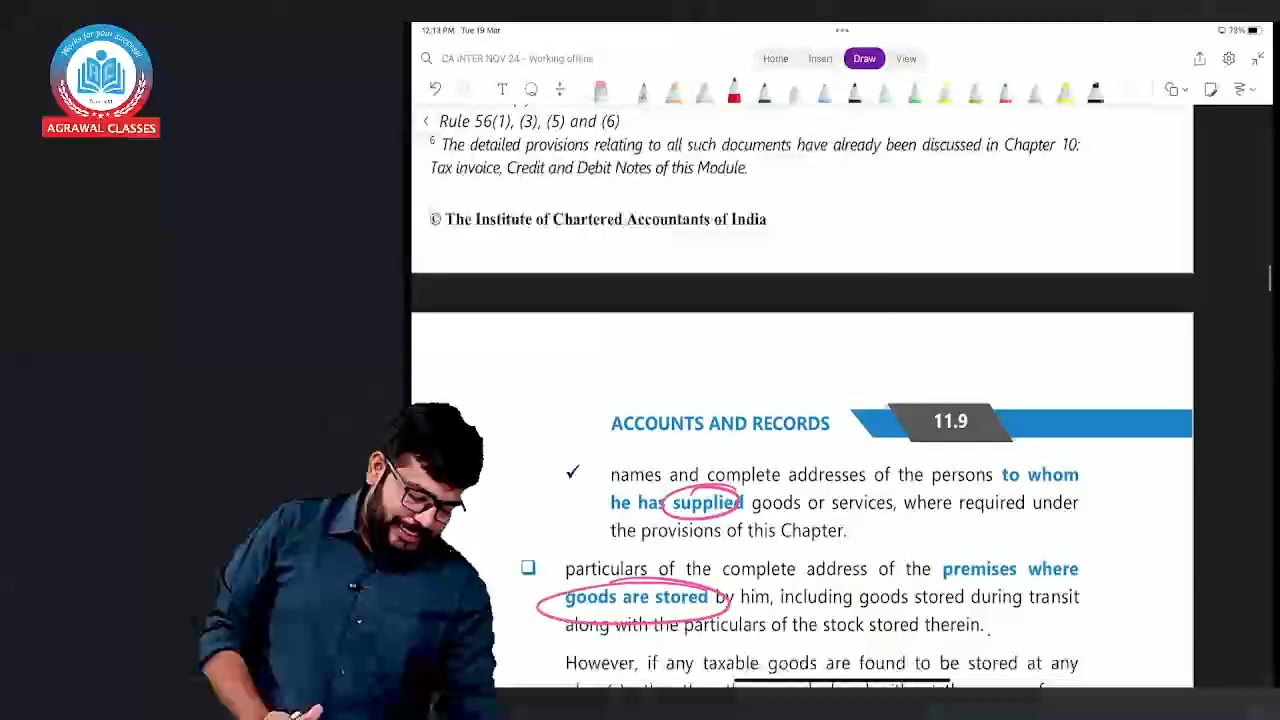 Works for your success
AC
AGRAWAL CLASSES
12:13 PM Tue 19 Mar
73%
CA INTER NOV 24 - Working offline
Home Insert Draw View
Rule 56(1), (3), (5) and (6)
6 The detailed provisions relating to all such documents have already been discussed in Chapter 10:
Tax invoice, Credit and Debit Notes of this Module.
© The Institute of Chartered Accountants of India
ACCOUNTS AND RECORDS 11.9
✓ names and complete addresses of the persons to whom
he has supplied goods or services, where required under
the provisions of this Chapter.
❑ particulars of the complete address of the premises where
goods are stored by him, including goods stored during transit
along with the particulars of the stock stored therein.
However, if any taxable goods are found to be stored at any